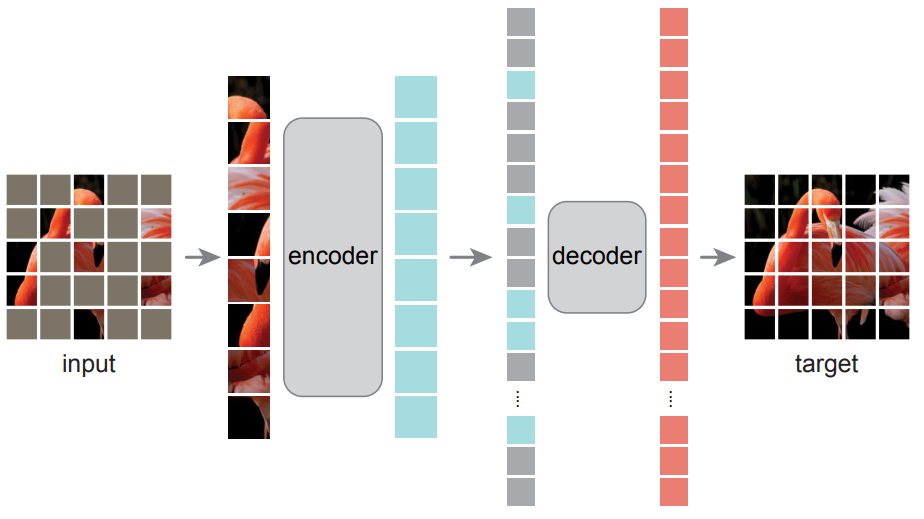 input
encoder
decoder
target